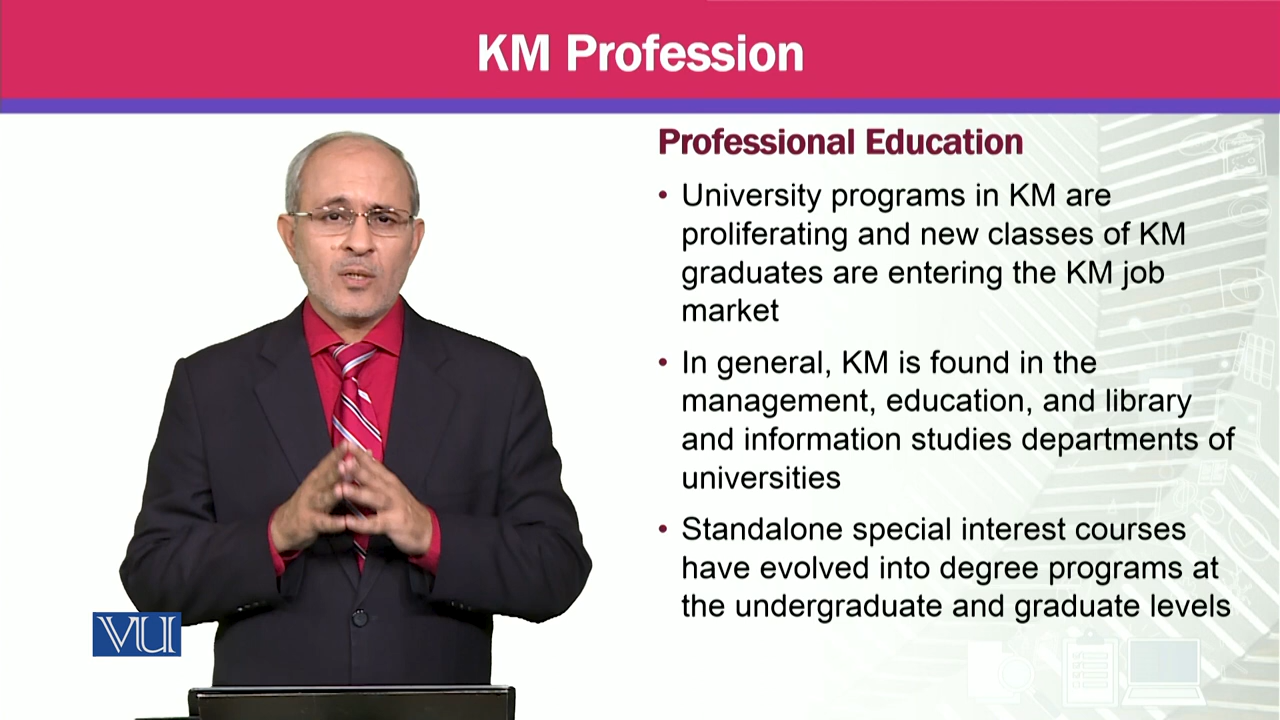 KM Profession
Professional Education
• University programs in KM are
proliferating and new classes of KM
graduates are entering the KM job
market
• In general, KM is found in the
management, education, and library
and information studies departments of
universities
• Standalone special interest courses
have evolved into degree programs at
the undergraduate and graduate levels
VU